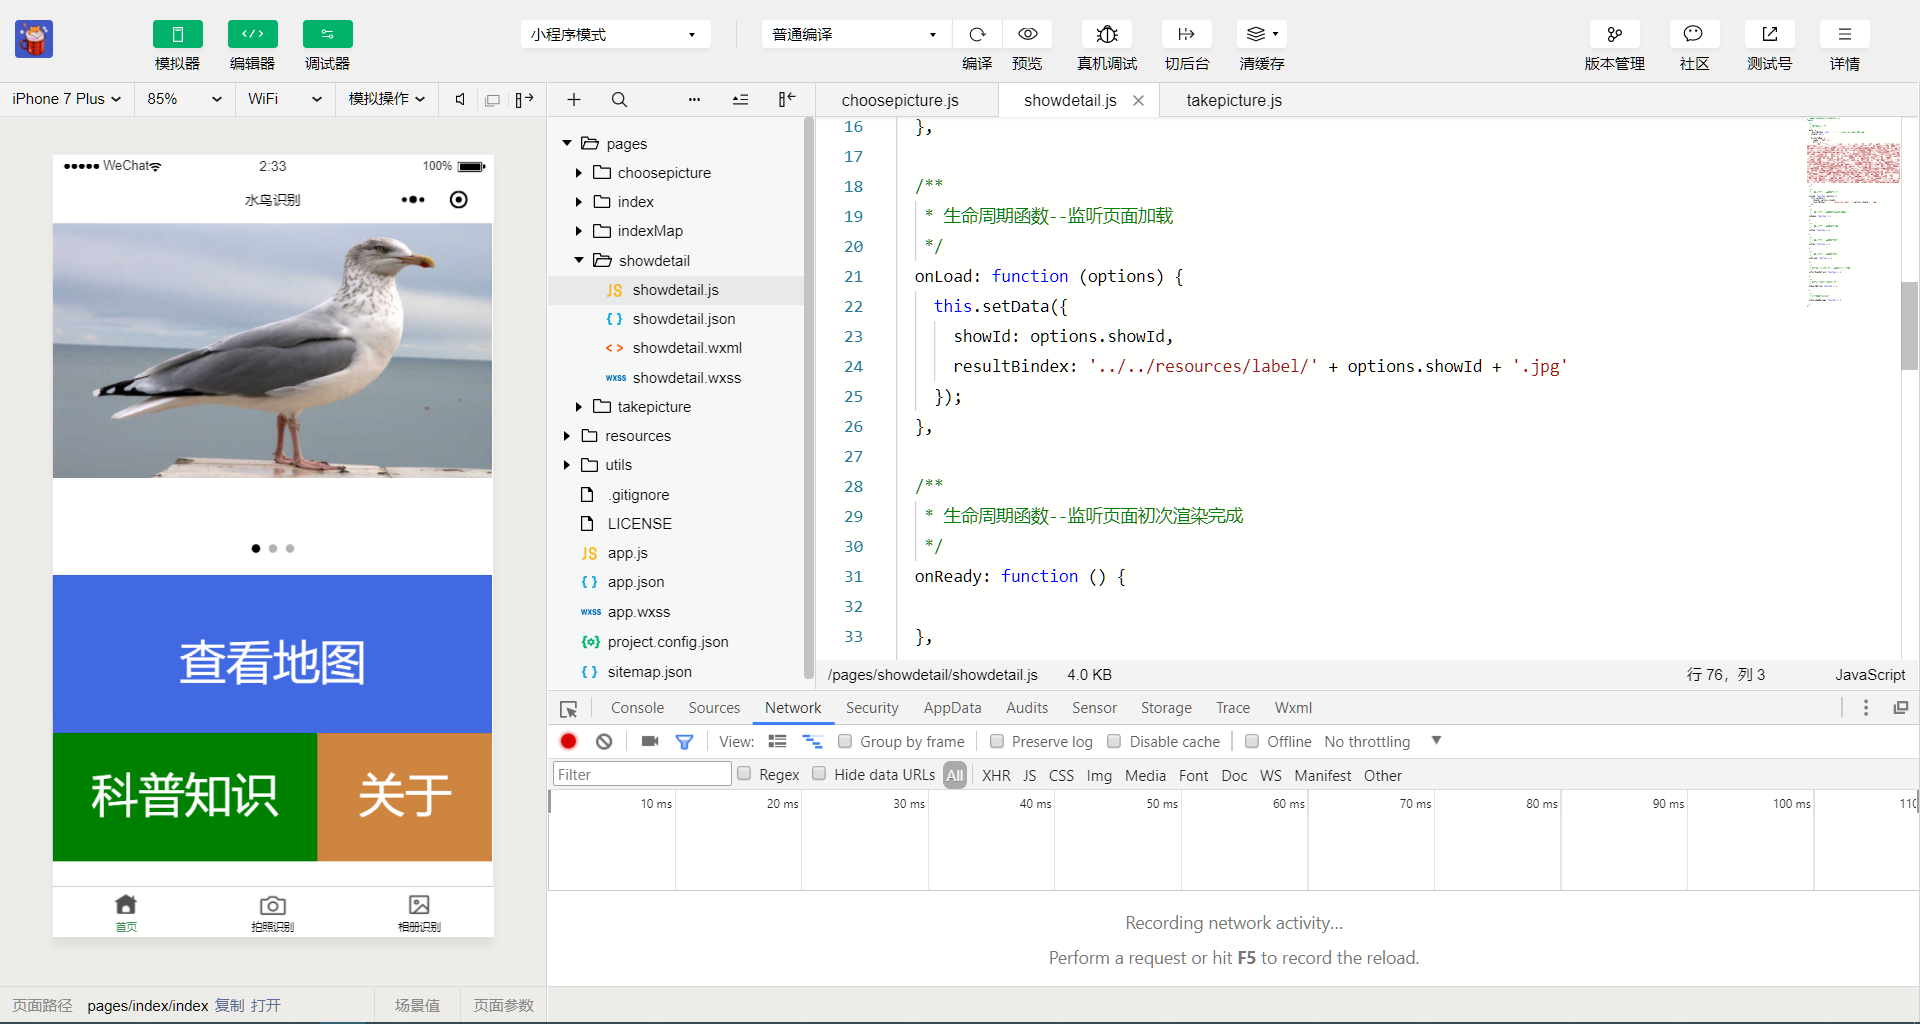 模拟器
编辑器
调试器
小程序模式
普通编译
编译
预览
真机调试
切后台
清缓存
版本管理
社区
测试号
详情
iPhone 7 Plus
85%
WiFi
模拟操作
WeChat
2:33
100%
水鸟识别
查看地图
科普知识
关于
首页
拍照识别
相册识别
页面路径
pages/index/index
复制
打开
场景值
页面参数
pages
choosepicture
index
indexMap
showdetail
JS showdetail.js
{ } showdetail.json
<> showdetail.wxml
wxss showdetail.wxss
takepicture
resources
utils
.gitignore
LICENSE
JS app.js
{ } app.json
wxss app.wxss
{o} project.config.json
{ } sitemap.json
choosepicture.js
showdetail.js
takepicture.js
16 },
17
18 /**
19 * 生命周期函数--监听页面加载
20 */
21 onLoad: function (options) {
22 this.setData({
23 showId: options.showId,
24 resultBindex: '../../resources/label/' + options.showId + '.jpg'
25 });
26 },
27
28 /**
29 * 生命周期函数--监听页面初次渲染完成
30 */
31 onReady: function () {
32
33 },
/pages/showdetail/showdetail.js
4.0 KB
行 76，列 3
JavaScript
Console
Sources
Network
Security
AppData
Audits
Sensor
Storage
Trace
Wxml
View:
Group by frame
Preserve log
Disable cache
Offline
No throttling
Filter
Regex
Hide data URLs
All
XHR
JS
CSS
Img
Media
Font
Doc
WS
Manifest
Other
10 ms
20 ms
30 ms
40 ms
50 ms
60 ms
70 ms
80 ms
90 ms
100 ms
Recording network activity...
Perform a request or hit F5 to record the reload.